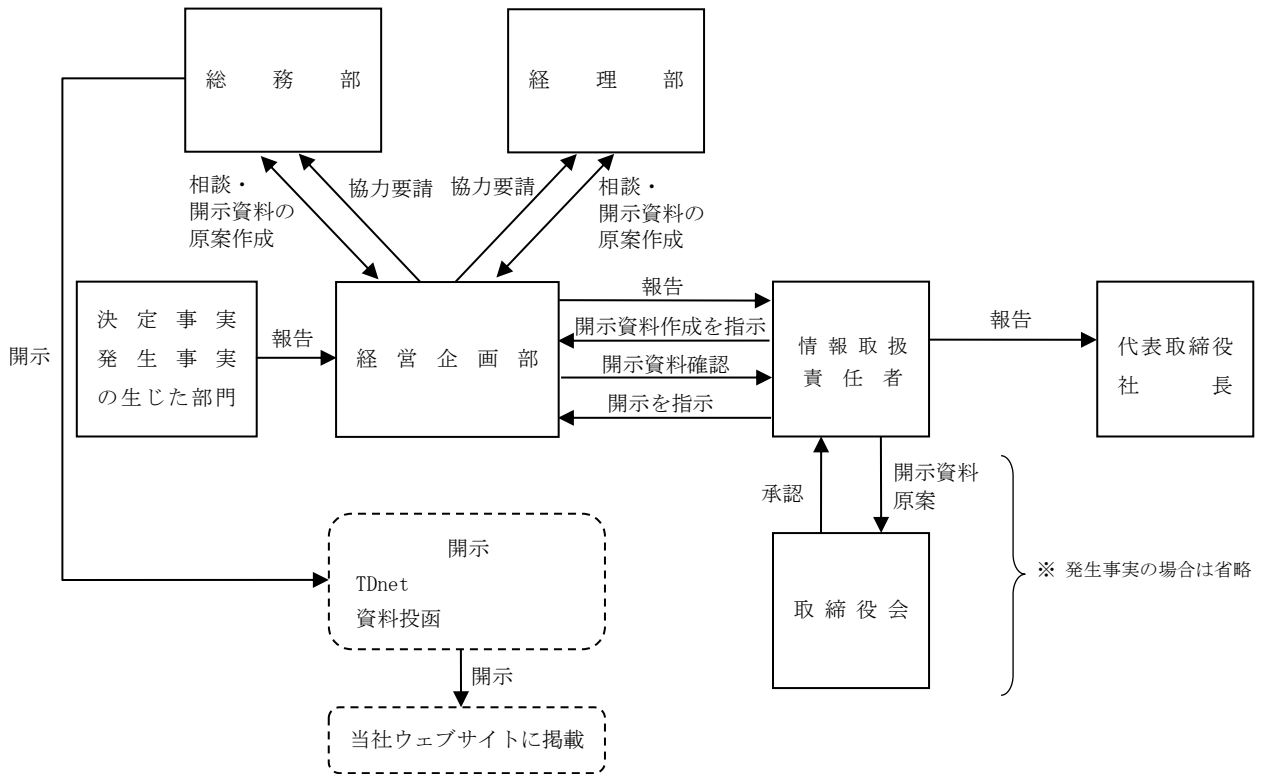 総務部
経理部
相談・
開示資料の
原案作成
協力要請
協力要請
相談・
開示資料の
原案作成
開示
決定事実
発生事実
の生じた部門
報告
経営企画部
報告
開示資料作成を指示
開示資料確認
開示を指示
情報取扱
責任者
報告
代表取締役
社長
承認
開示資料
原案
取締役会
※ 発生事実の場合は省略
開示
TDnet
資料投函
開示
当社ウェブサイトに掲載